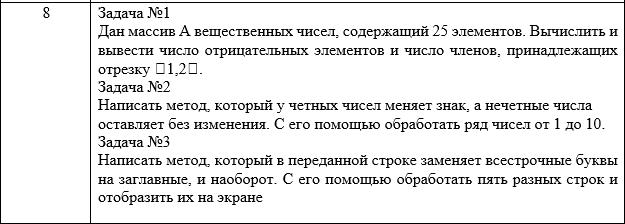 8
Задача №1
Дан массив А вещественных чисел, содержащий 25 элементов. Вычислить и
вывести число отрицательных элементов и число членов, принадлежащих
отрезку □1,2□.
Задача №2
Написать метод, который у четных чисел меняет знак, а нечетные числа
оставляет без изменения. С его помощью обработать ряд чисел от 1 до 10.
Задача №3
Написать метод, который в переданной строке заменяет всестрочные буквы
на заглавные, и наоборот. С его помощью обработать пять разных строк и
отобразить их на экране